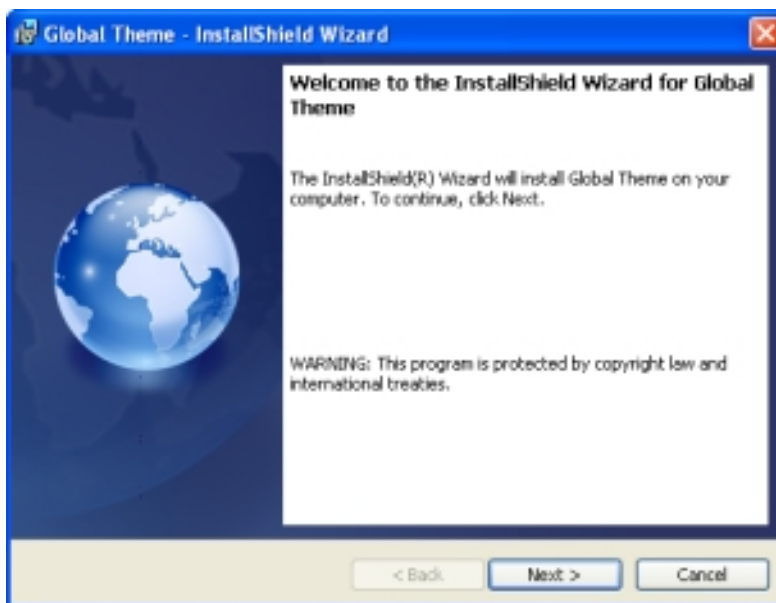 Global Theme - InstallShield Wizard
Welcome to the InstallShield Wizard for Global
Theme
The InstallShield(R) Wizard will install Global Theme on your
computer. To continue, click Next.
WARNING: This program is protected by copyright law and
international treaties.
< Back
Next >
Cancel